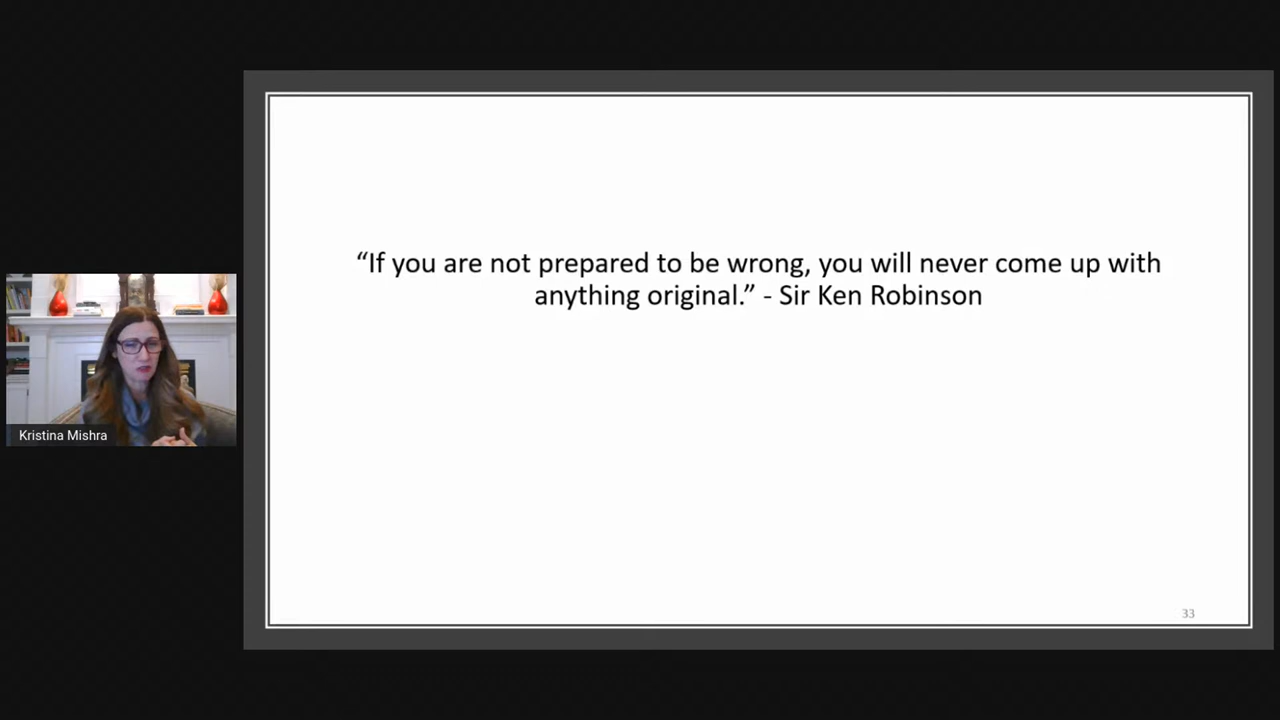 “If you are not prepared to be wrong, you will never come up with
anything original.” - Sir Ken Robinson
Kristina Mishra
33